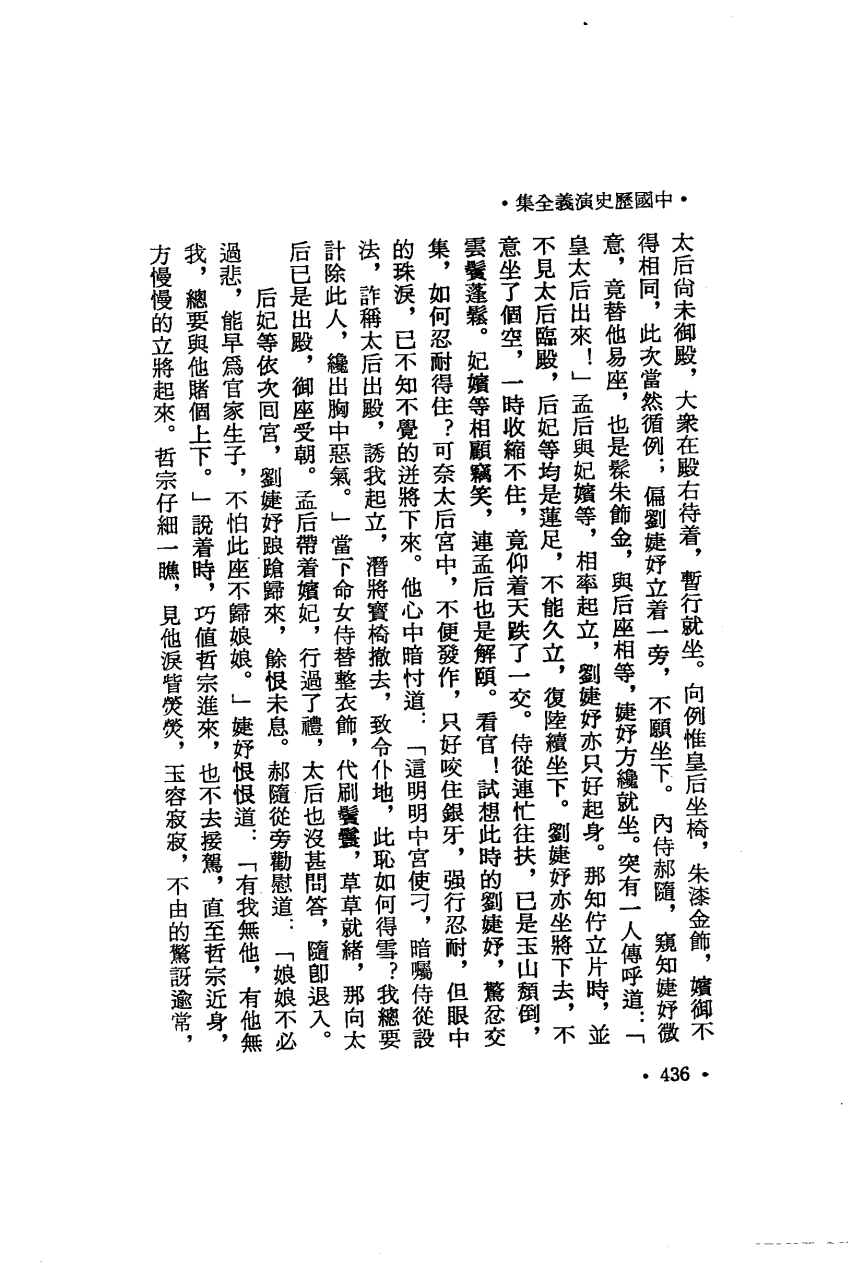 •中國歷史演義全集•
太后尚未御殿，大衆在殿右待着，暫行就坐。向例惟皇后坐椅，朱漆金飾，嬪御不
得相同，此次當然循例；偏劉婕妤立着一旁，不願坐下。內侍郝隨，窺知婕妤微
意，竟替他易座，也是髹朱飾金，與后座相等，婕妤方纔就坐。突有一人傳呼道：「
皇太后出來！」孟后與妃嬪等，相率起立，劉婕妤亦只好起身。那知佇立片時，並
不見太后臨殿，后妃等均是蓮足，不能久立，復陸續坐下。劉婕妤亦坐將下去，不
意坐了個空，一時收縮不住，竟仰着天跌了一交。侍從連忙往扶，已是玉山頹倒，
雲鬢蓬鬆。妃嬪等相顧竊笑，連孟后也是解頤。看官！試想此時的劉婕妤，驚忿交
集，如何忍耐得住？可奈太后宮中，不便發作，只好咬住銀牙，强行忍耐，但眼中
的珠淚，已不知不覺的迸將下來。他心中暗忖道：「這明明中宮使刁，暗囑侍從設
法，詐稱太后出殿，誘我起立，潛將寶椅撤去，致令仆地，此恥如何得雪？我總要
計除此人，纔出胸中惡氣。」當下命女侍替整衣飾，代刷鬢鬟，草草就緒，那向太
后已是出殿，御座受朝。孟后帶着嬪妃，行過了禮，太后也沒甚問答，隨卽退入。
后妃等依次回宮，劉婕妤踉蹌歸來，餘恨未息。郝隨從旁勸慰道：「娘娘不必
過悲，能早爲官家生子，不怕此座不歸娘娘。」婕妤恨恨道：「有我無他，有他無
我，總要與他賭個上下。」說着時，巧值哲宗進來，也不去接駕，直至哲宗近身，
方慢慢的立將起來。哲宗仔細一瞧，見他淚眥熒熒，玉容寂寂，不由的驚訝逾常，
•436•